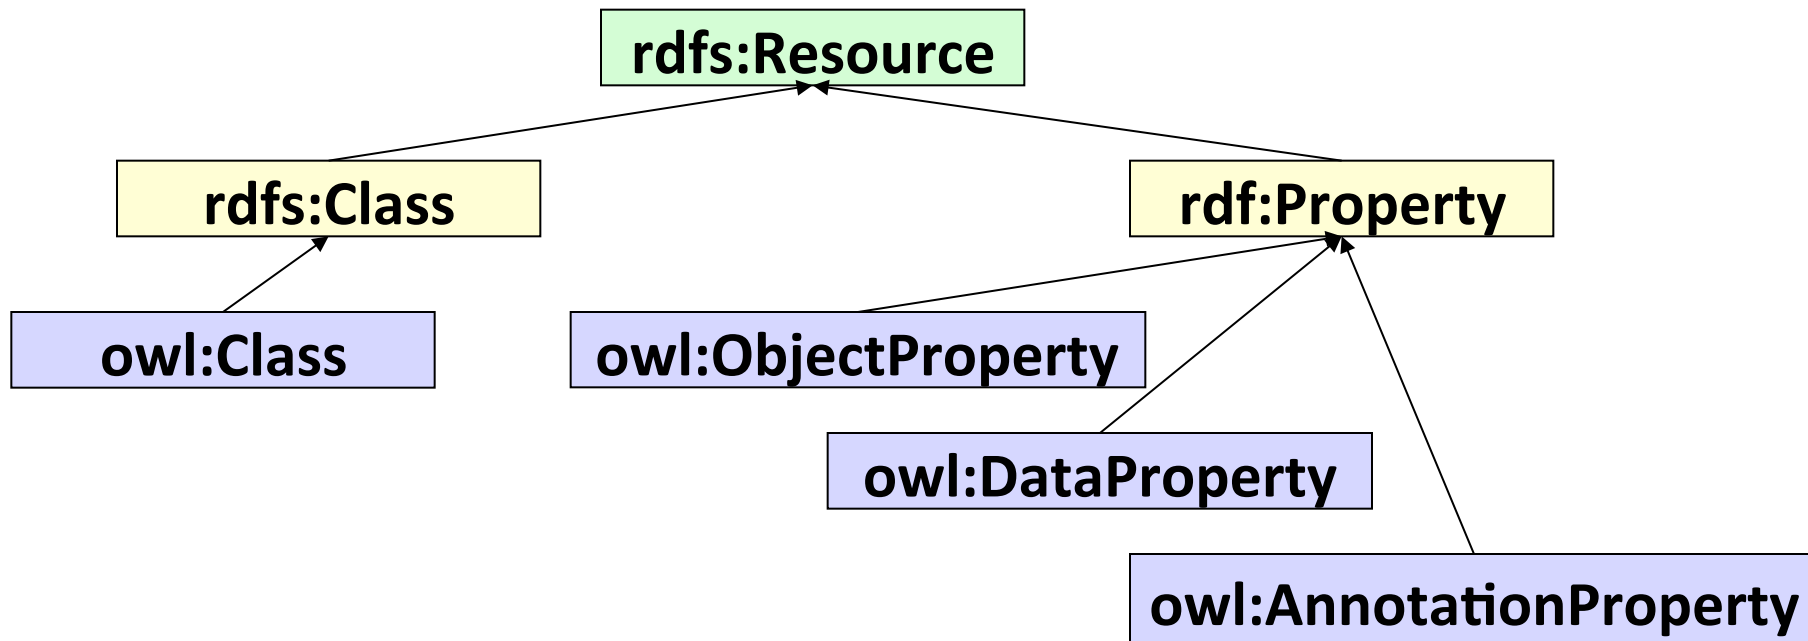 rdfs:Resource
rdfs:Class
rdf:Property
owl:Class
owl:ObjectProperty
owl:DataProperty
owl:AnnotationProperty